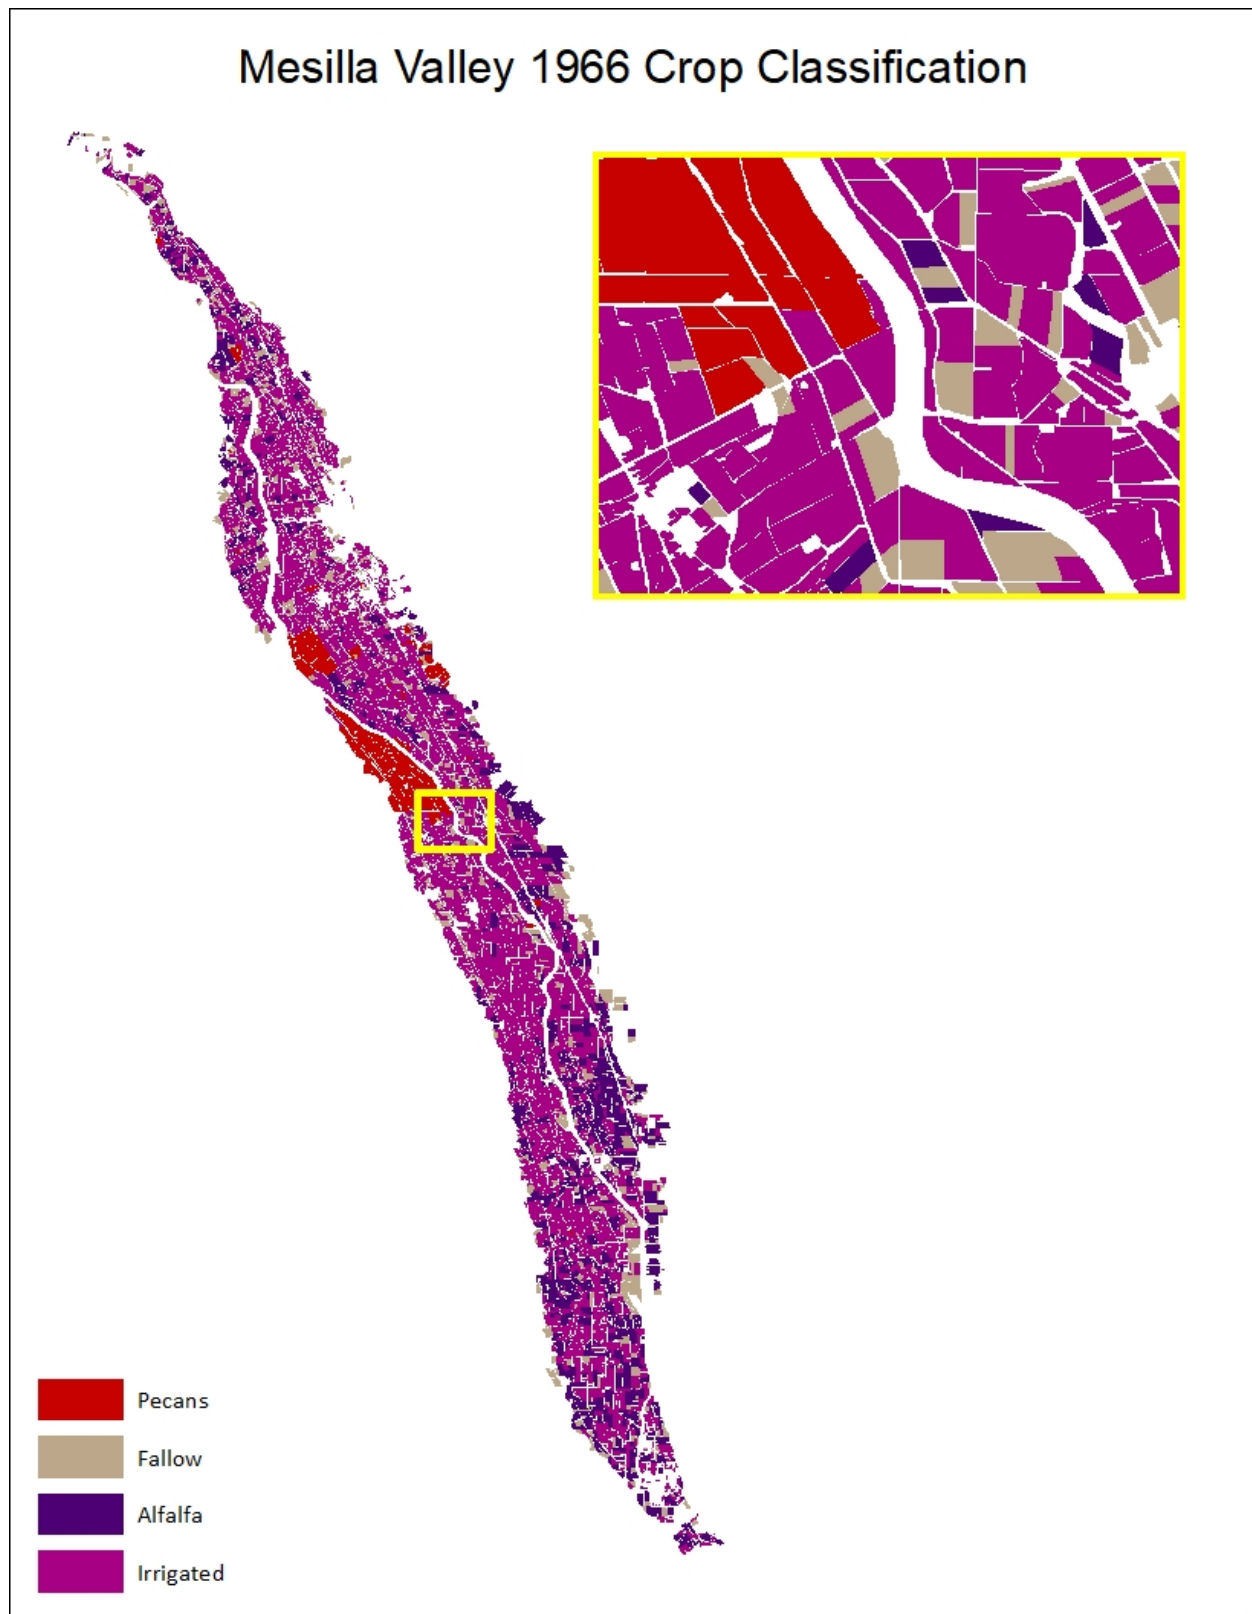 Mesilla Valley 1966 Crop Classification
Pecans
Fallow
Alfalfa
Irrigated